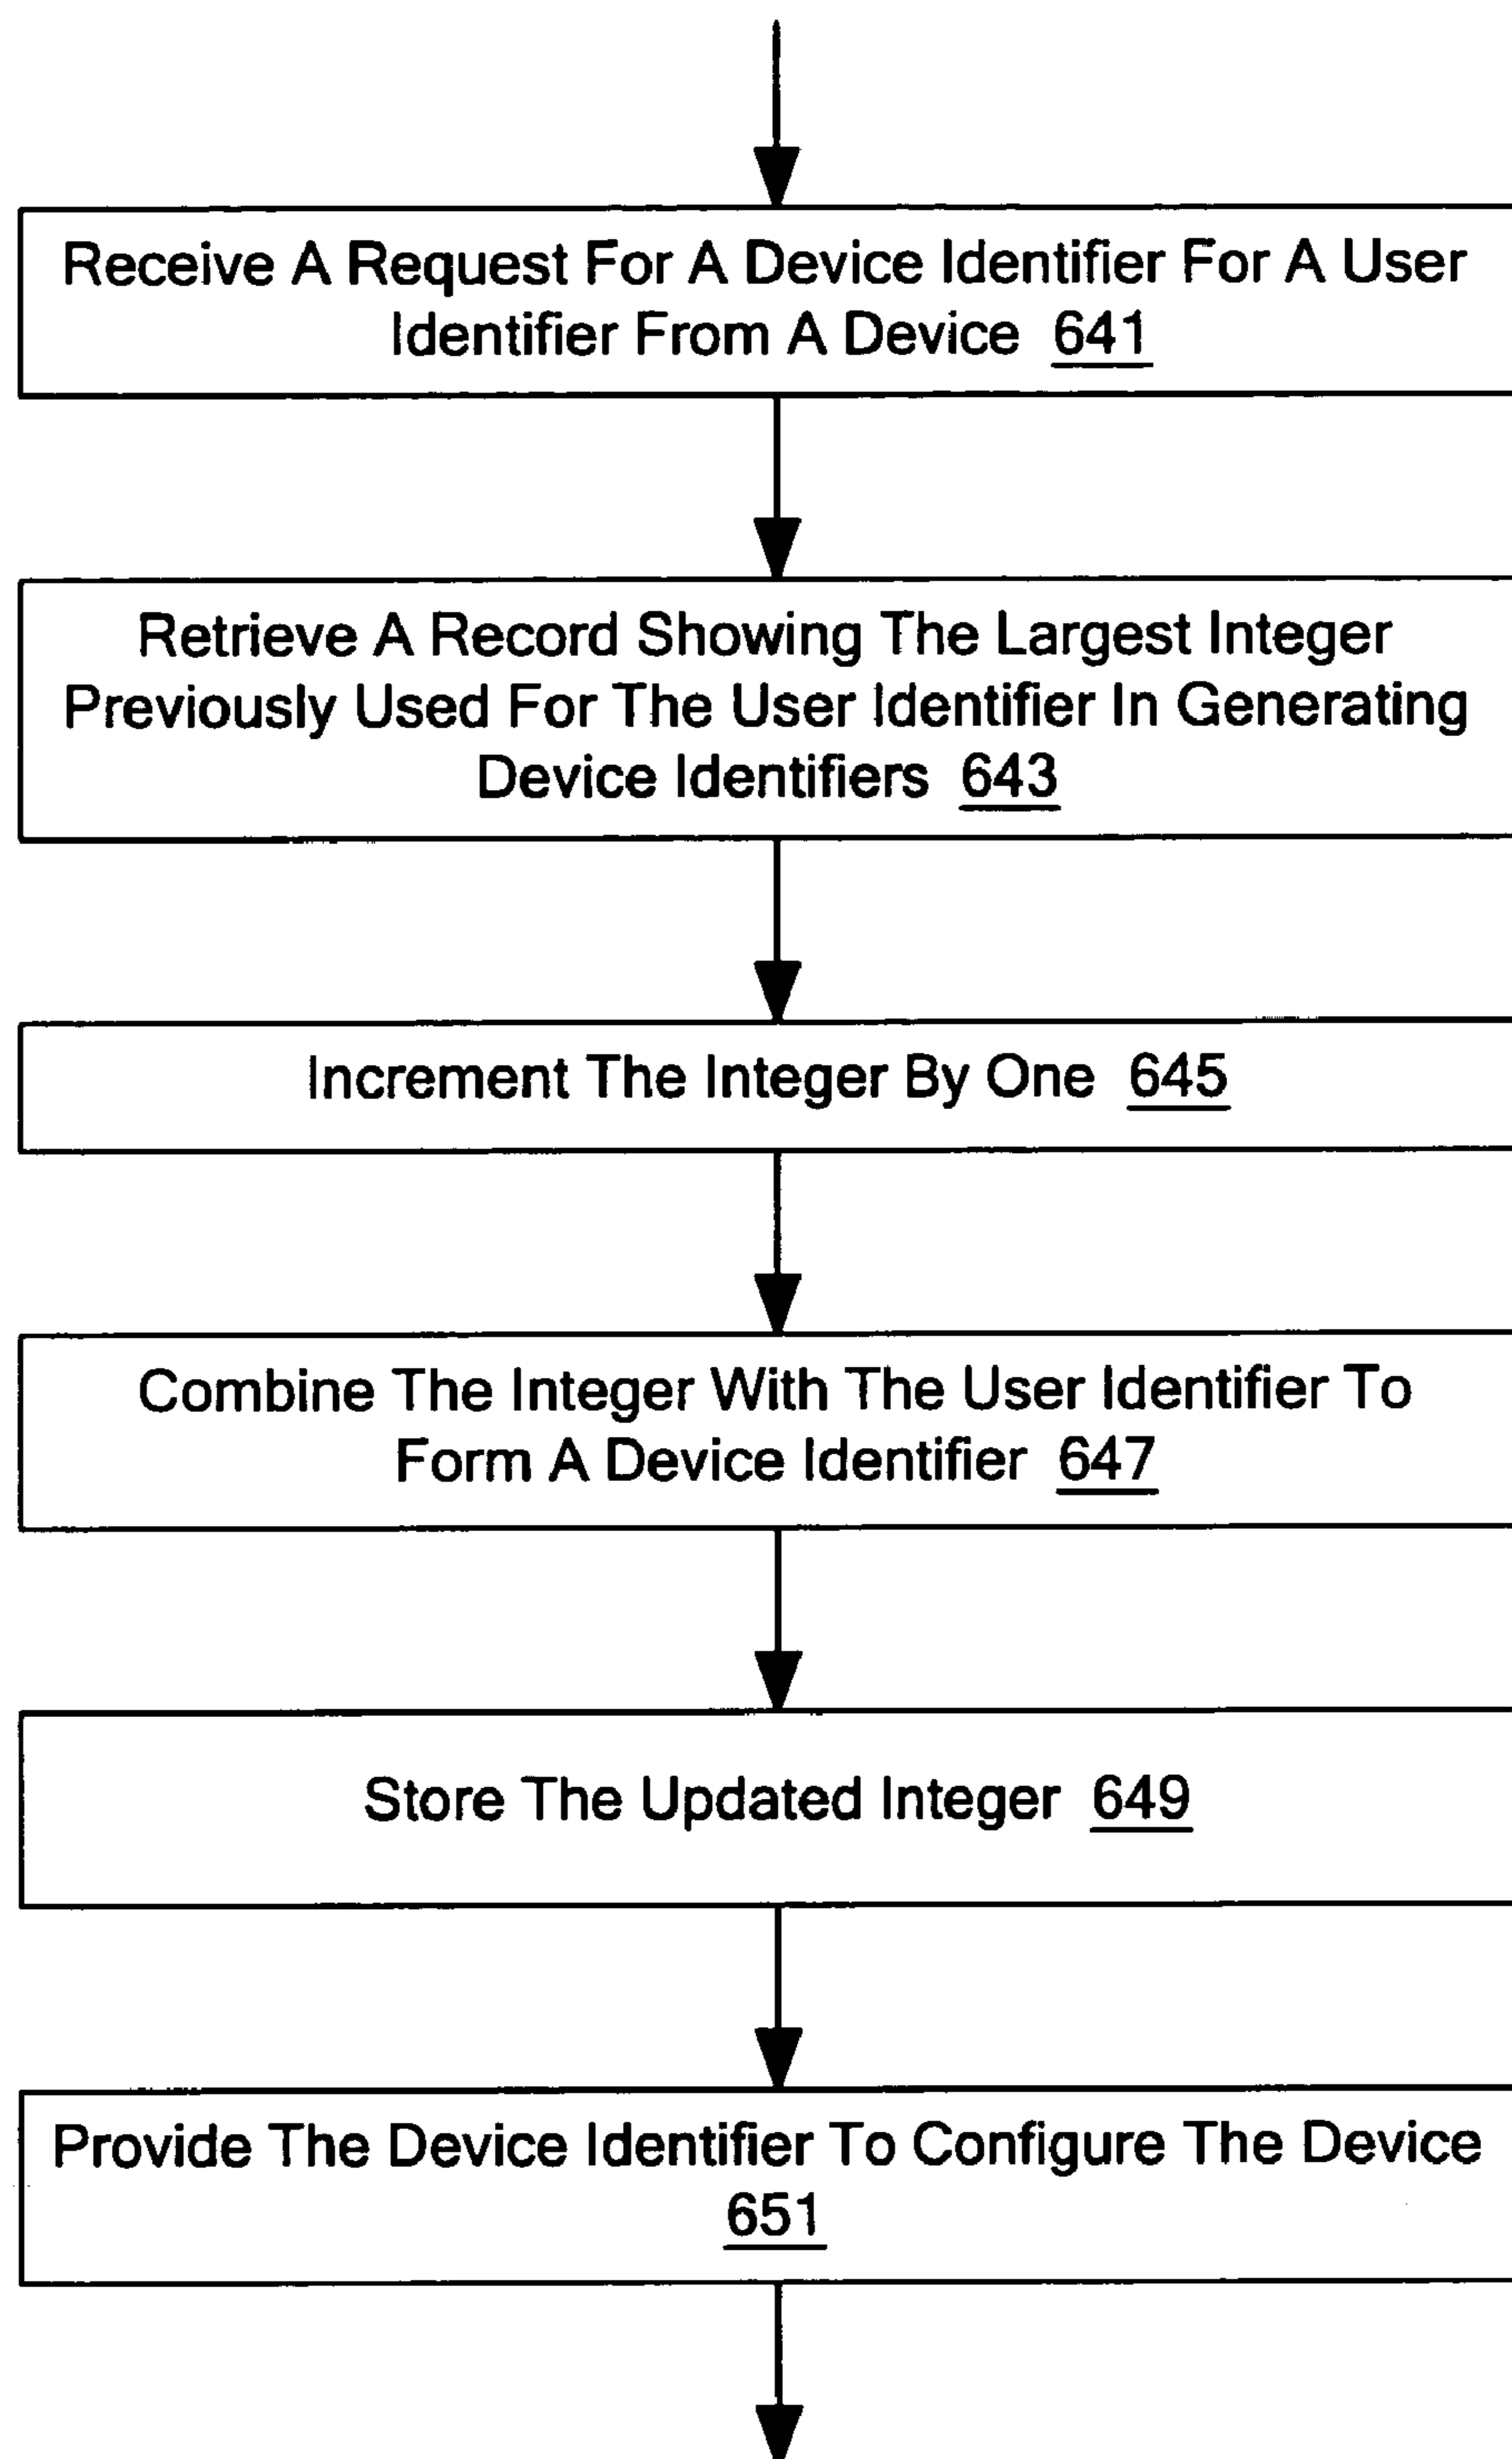 Receive A Request For A Device Identifier For A User
Identifier From A Device 641
Retrieve A Record Showing The Largest Integer
Previously Used For The User Identifier In Generating
Device Identifiers 643
Increment The Integer By One 645
Combine The Integer With The User Identifier To
Form A Device Identifier 647
Store The Updated Integer 649
Provide The Device Identifier To Configure The Device
651